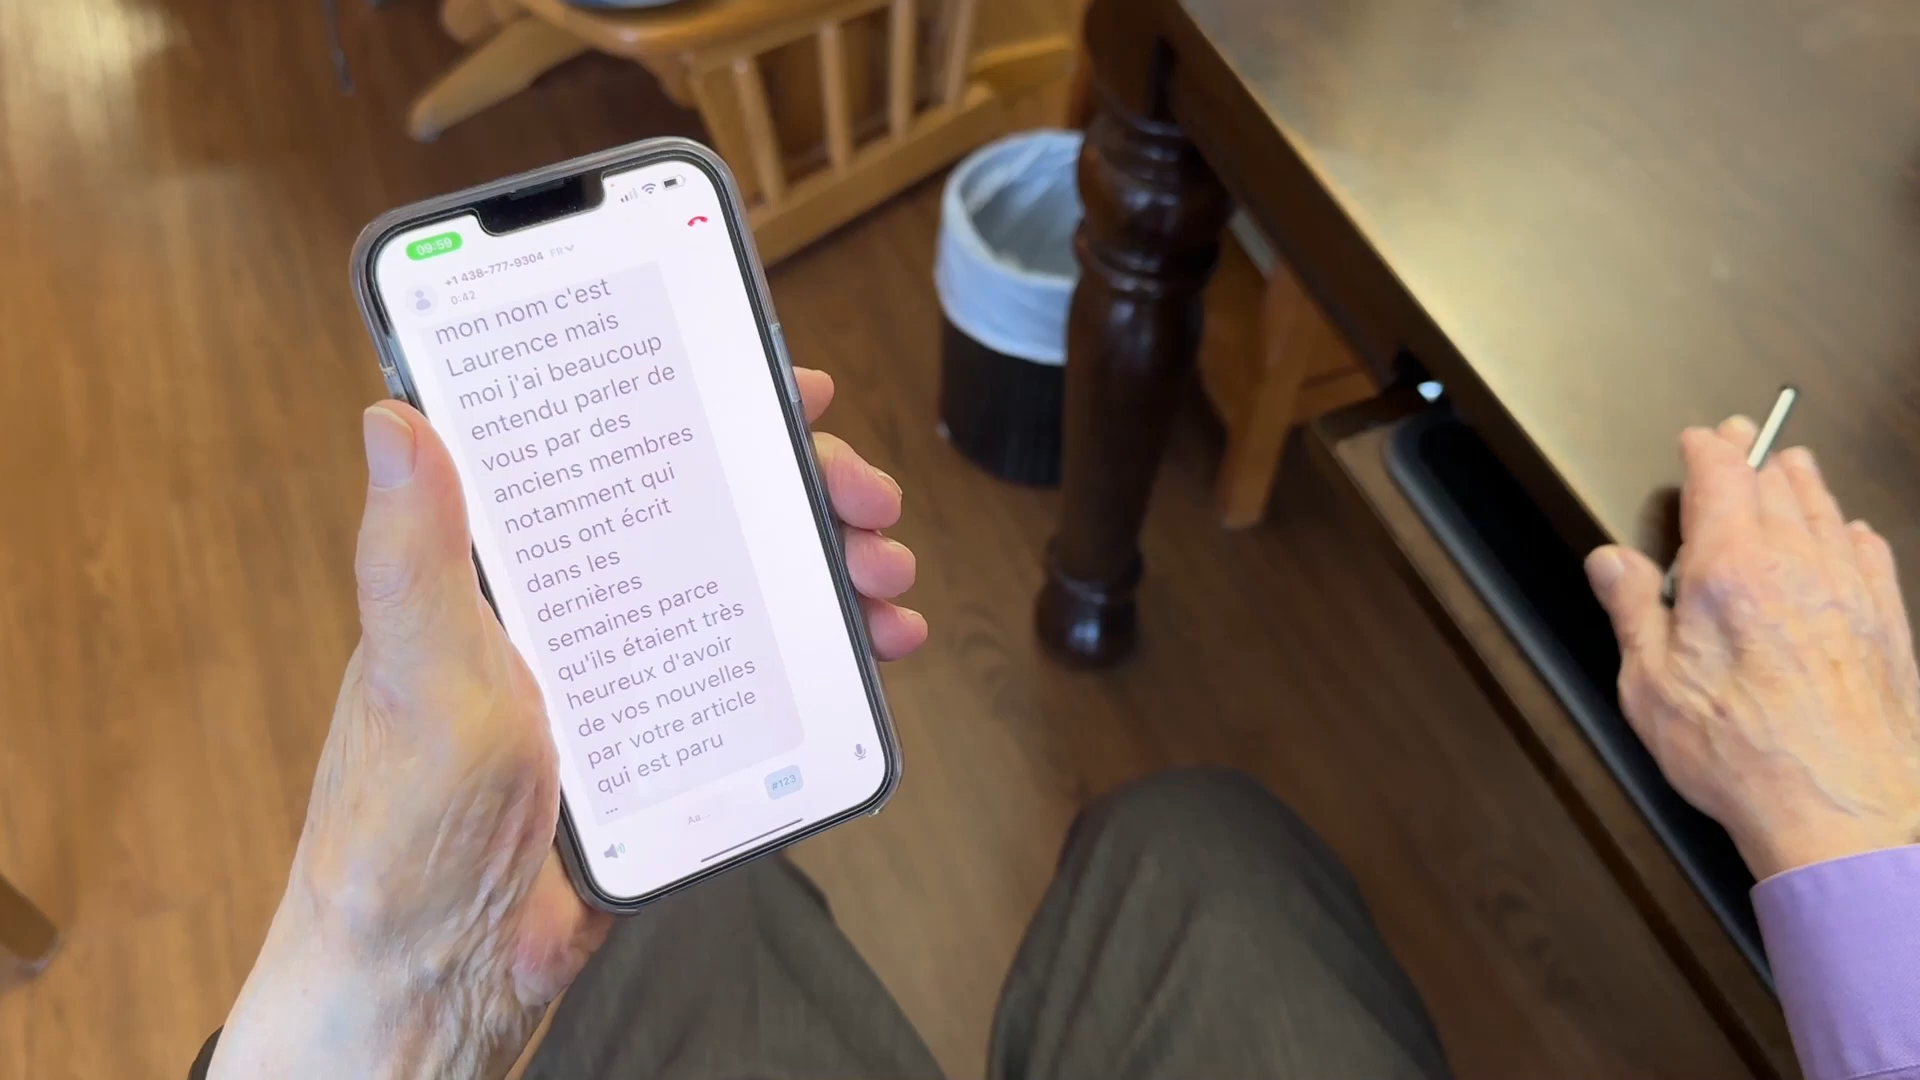 09:59
+1 438-777-9304 FR
0:42
mon nom c'est
Laurence mais
moi j'ai beaucoup
entendu parler de
vous par des
anciens membres
notamment qui
nous ont écrit
dans les
dernières
semaines parce
qu'ils étaient très
heureux d'avoir
de vos nouvelles
par votre article
qui est paru
...
#123
Aa...